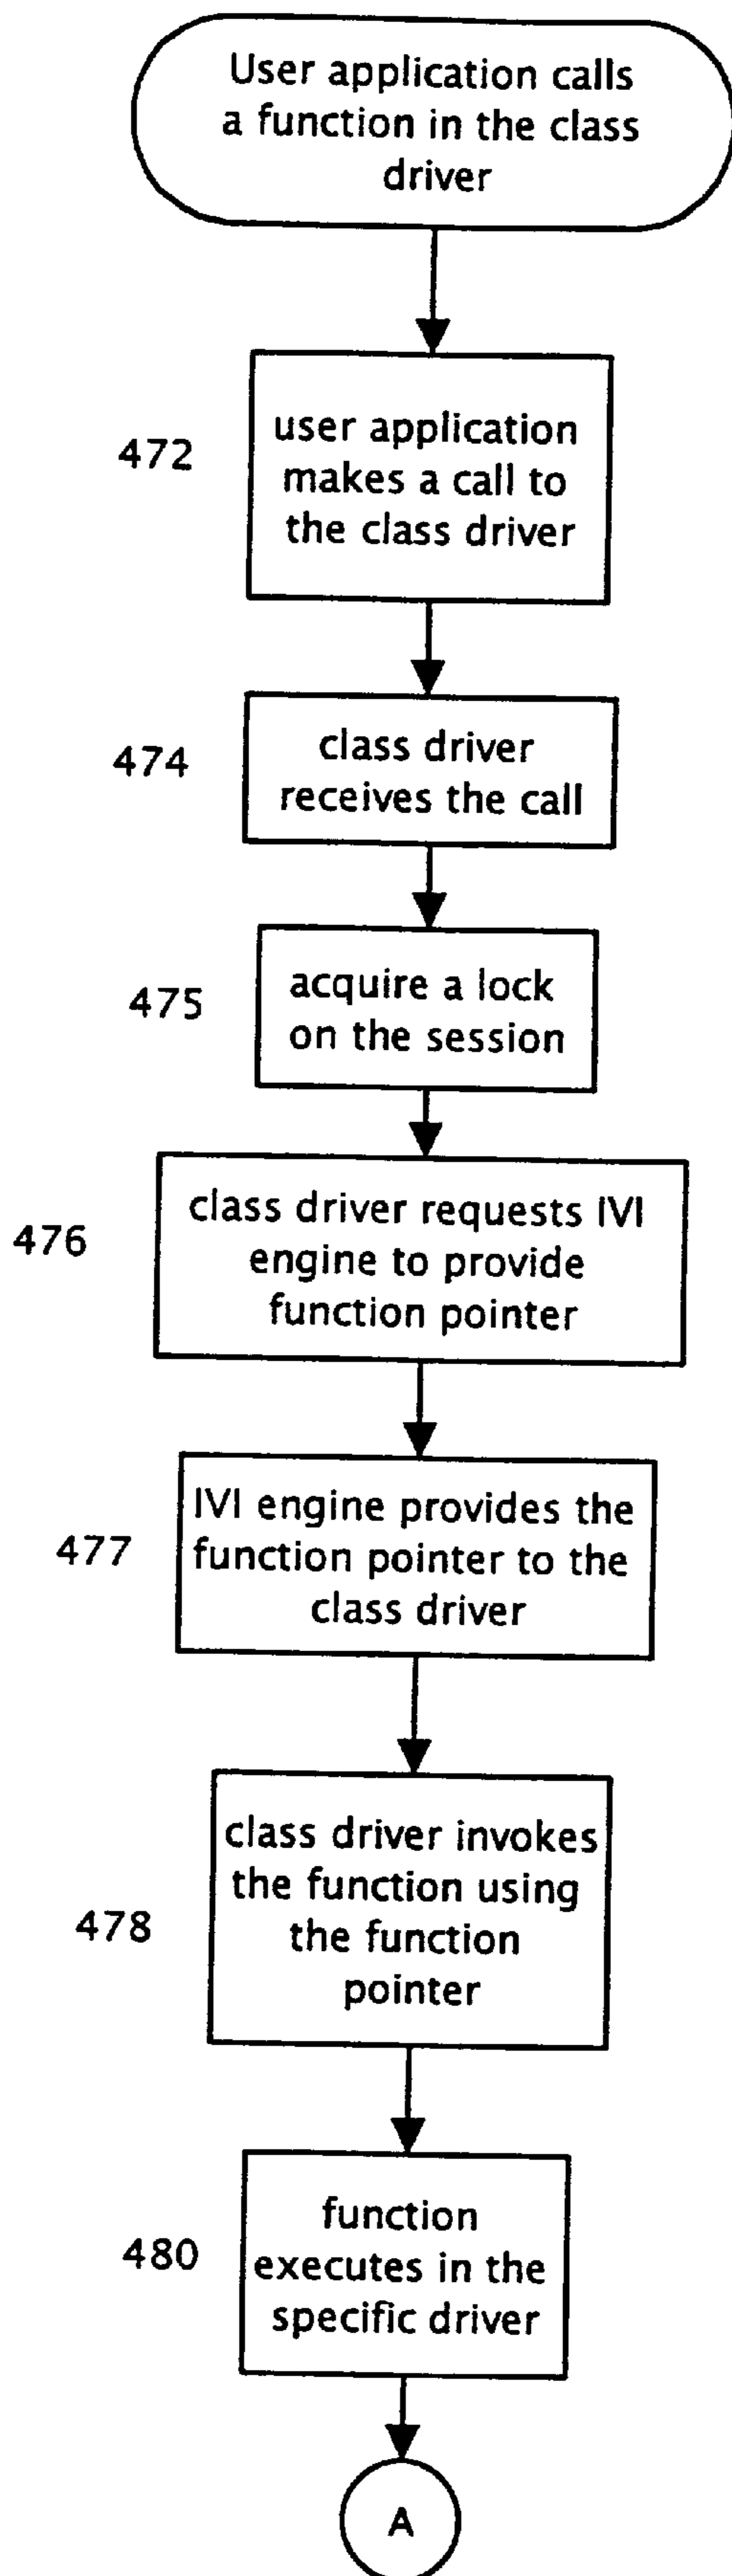 User application calls
a function in the class
driver
472
user application
makes a call to
the class driver
474
class driver
receives the call
475
acquire a lock
on the session
476
class driver requests IVI
engine to provide
function pointer
477
IVI engine provides the
function pointer to the
class driver
478
class driver invokes
the function using
the function
pointer
480
function
executes in the
specific driver
A